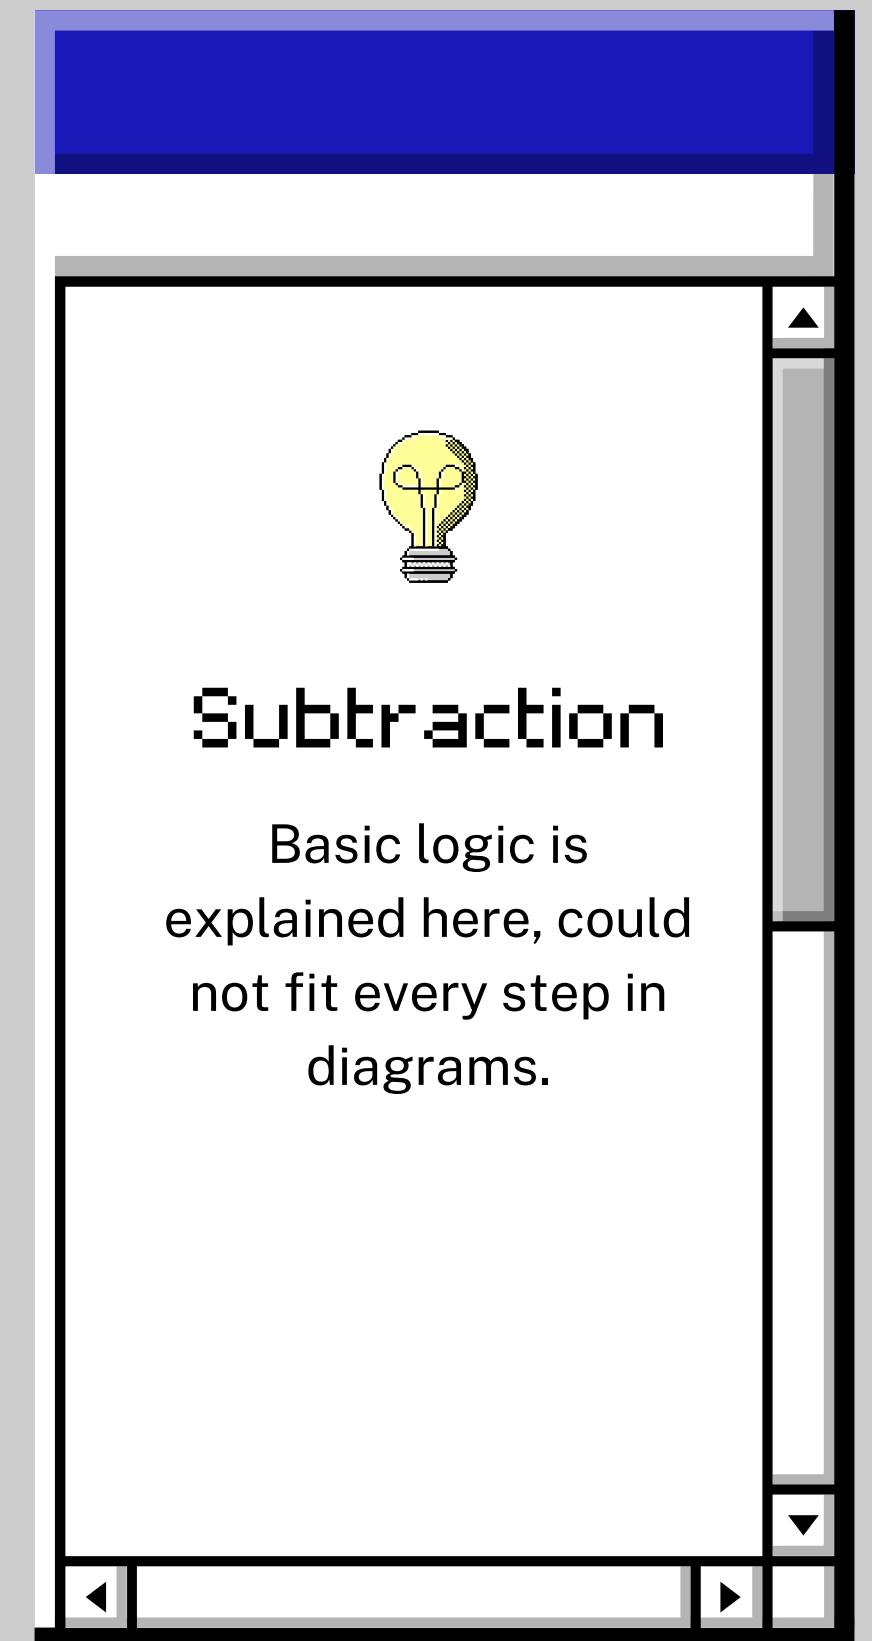 Subtraction
Basic logic is
explained here, could
not fit every step in
diagrams.